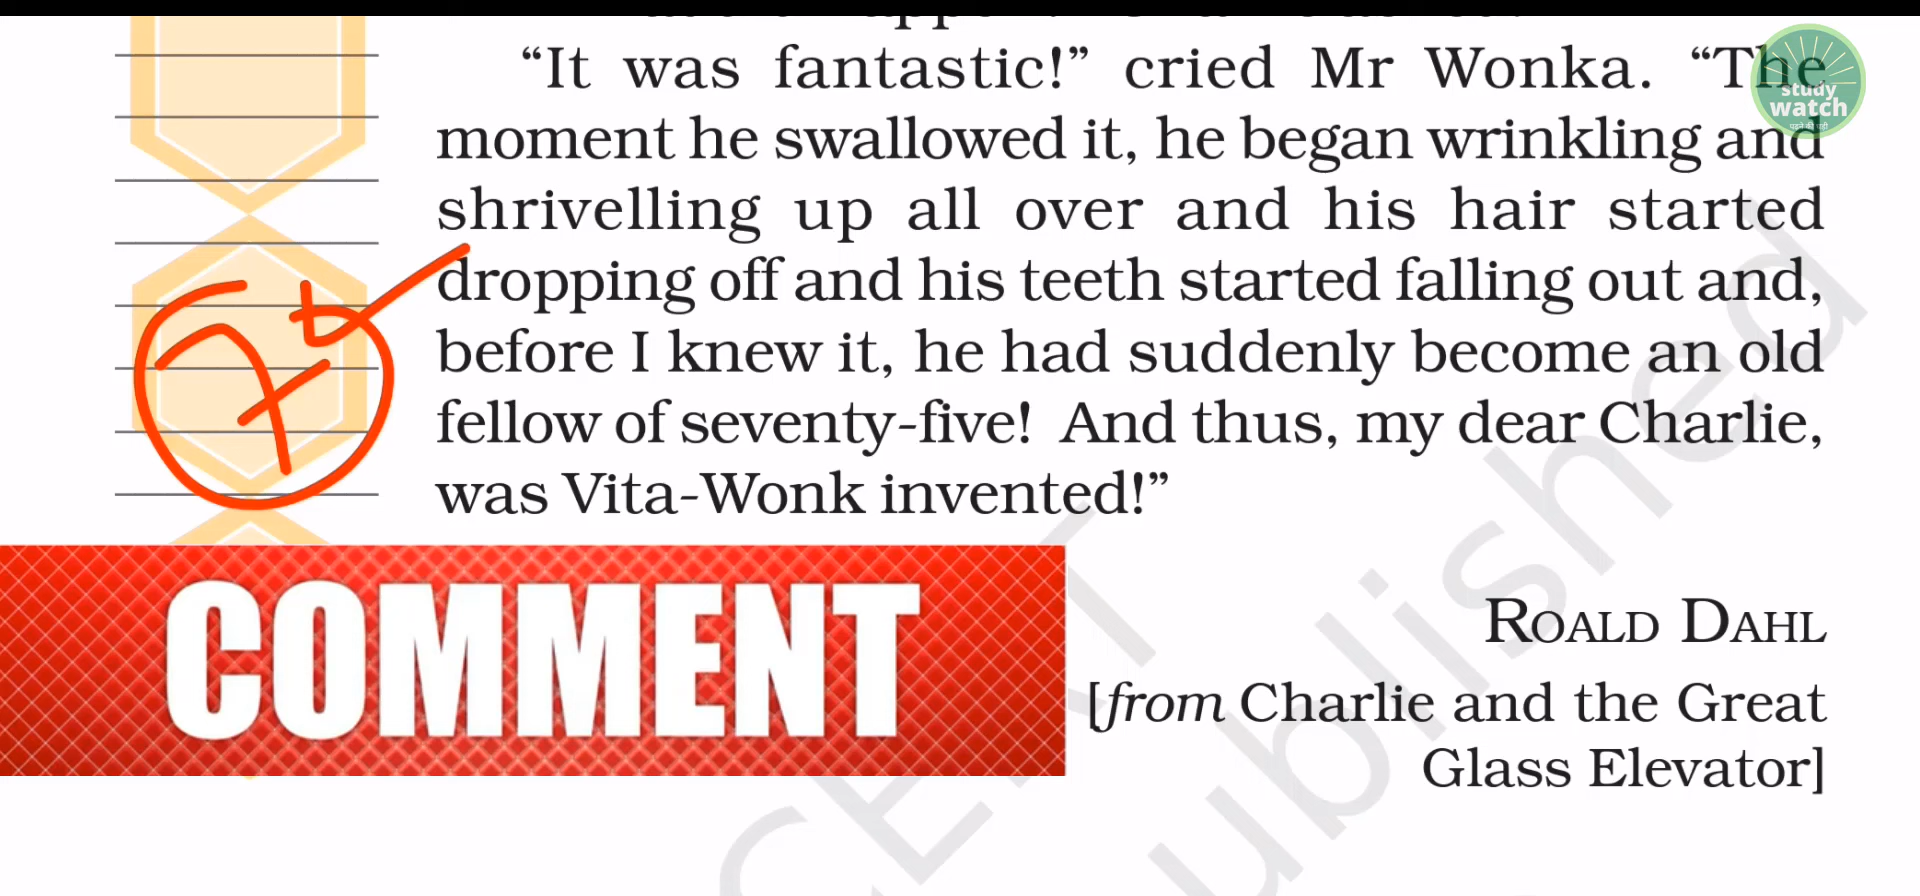 “It was fantastic!” cried Mr Wonka. “The
moment he swallowed it, he began wrinkling and
shrivelling up all over and his hair started
dropping off and his teeth started falling out and,
before I knew it, he had suddenly become an old
fellow of seventy-five! And thus, my dear Charlie,
was Vita-Wonk invented!”
study
watch
पढ़ने की घड़ी
COMMENT
ROALD DAHL
[from Charlie and the Great
Glass Elevator]
ublished